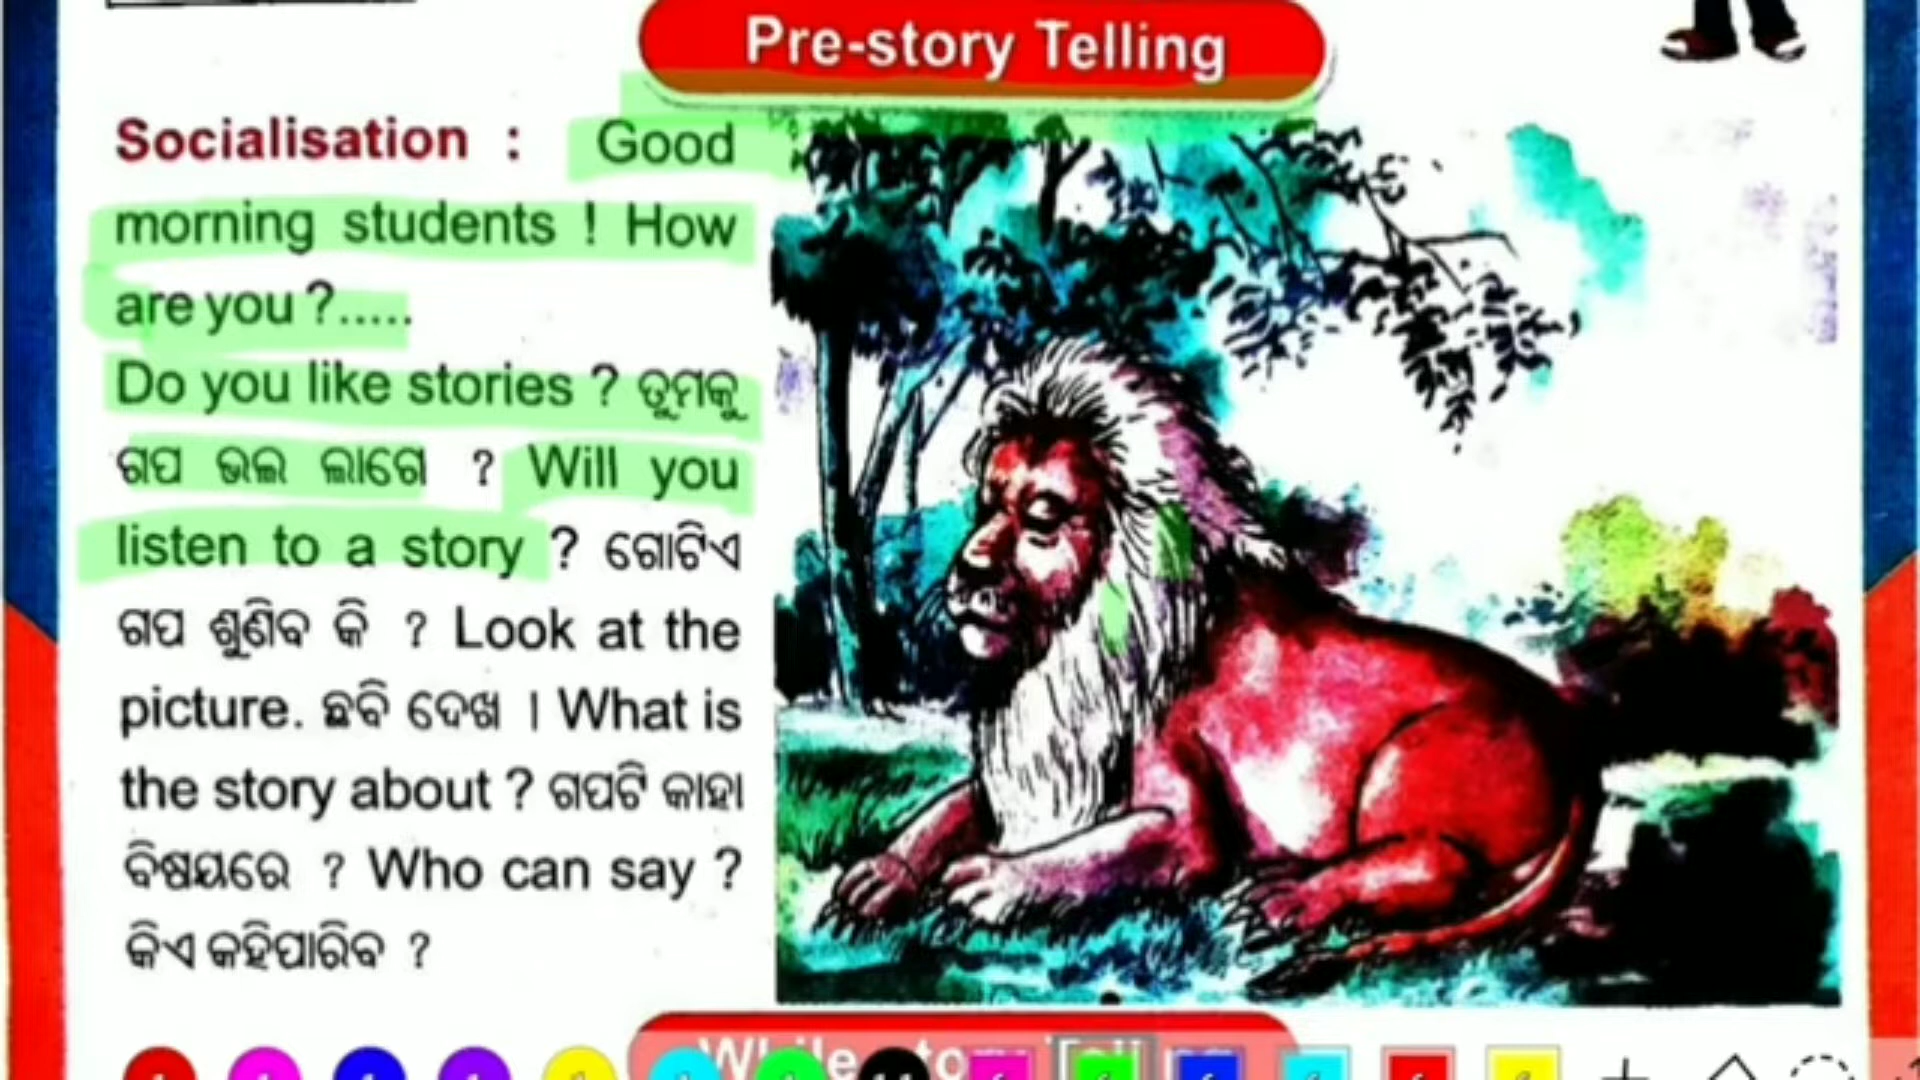 Pre-story Telling
Socialisation : Good
morning students ! How
are you ?.....
Do you like stories ? ତୁମକୁ
ଗପ ଭଲ ଲାଗେ ? Will you
listen to a story ? ଗୋଟିଏ
ଗପ ଶୁଣିବ କି ? Look at the
picture. ଛବି ଦେଖ । What is
the story about ? ଗପଟି କାହା
ବିଷୟରେ ? Who can say ?
କିଏ କହିପାରିବ ?